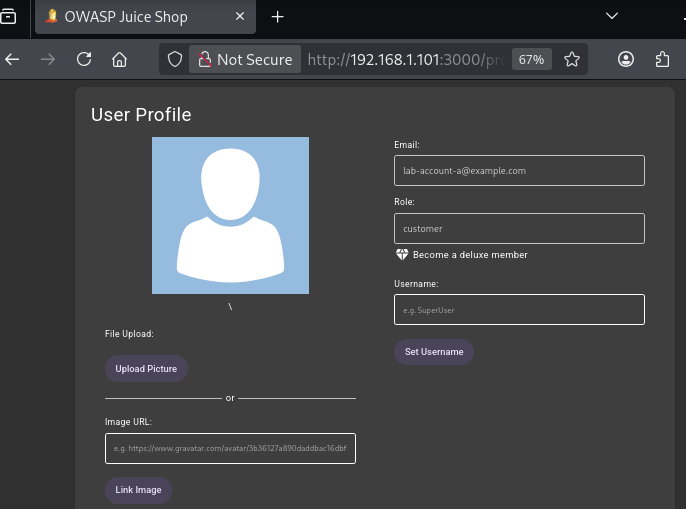 OWASP Juice Shop
Not Secure
http://192.168.1.101:3000/pr
67%
User Profile
\
File Upload:
Upload Picture
or
Image URL:
e.g. https://www.gravatar.com/avatar/3b36127a890daddbac16dbf
Link Image
Email:
lab-account-a@example.com
Role:
customer
Become a deluxe member
Username:
e.g. SuperUser
Set Username